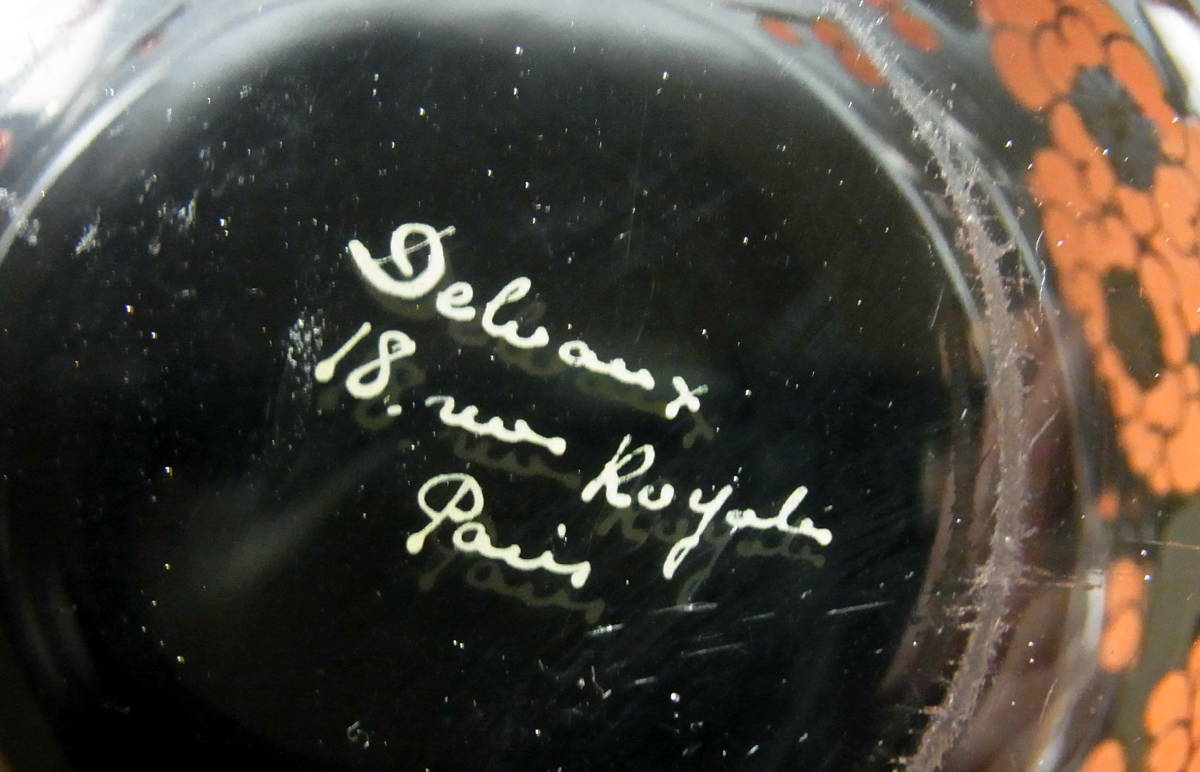 Delvaux
18. rue Royale
Paris